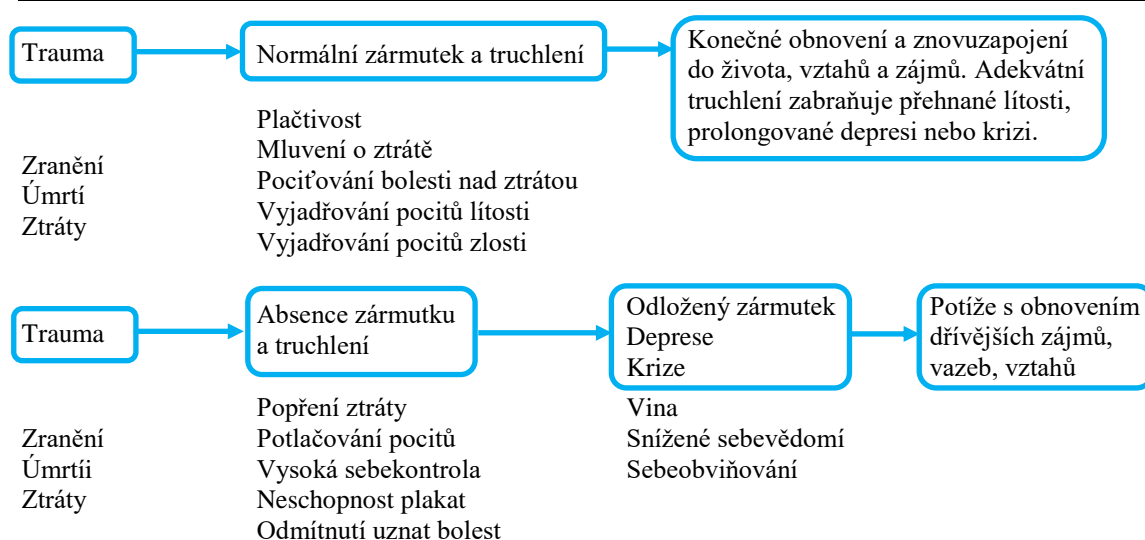 Trauma
Normální zármutek a truchlení
Konečné obnovení a znovuzapojení
do života, vztahů a zájmů. Adekvátní
truchlení zabraňuje přehnané lítosti,
prolongované depresi nebo krizi.
Zranění
Úmrtí
Ztráty
Plačtivost
Mluvení o ztrátě
Pociťování bolesti nad ztrátou
Vyjadřování pocitů lítosti
Vyjadřování pocitů zlosti
Trauma
Absence zármutku
a truchlení
Odložený zármutek
Deprese
Krize
Potíže s obnovením
dřívějších zájmů,
vazeb, vztahů
Zranění
Úmrtíi
Ztráty
Popření ztráty
Potlačování pocitů
Vysoká sebekontrola
Neschopnost plakat
Odmítnutí uznat bolest
Vina
Snížené sebevědomí
Sebeobviňování